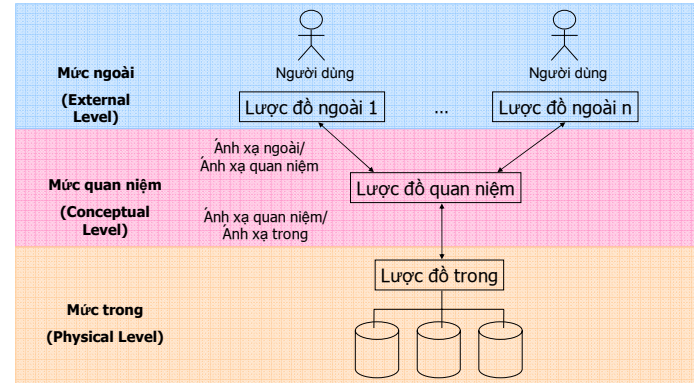 Người dùng
Người dùng
Mức ngoài
(External
Level)
Lược đồ ngoài 1
...
Lược đồ ngoài n
Ánh xạ ngoài/
Ánh xạ quan niệm
Mức quan niệm
(Conceptual
Level)
Lược đồ quan niệm
Ánh xạ quan niệm/
Ánh xạ trong
Lược đồ trong
Mức trong
(Physical Level)